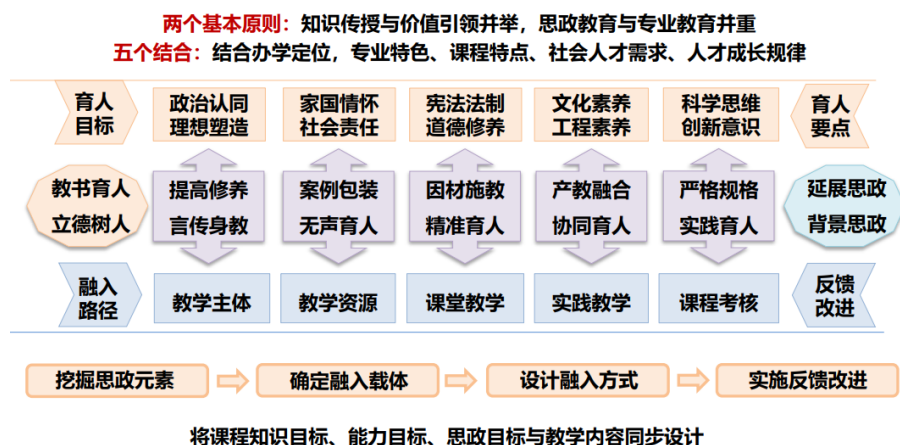 两个基本原则：知识传授与价值引领并举，思政教育与专业教育并重
五个结合：结合办学定位，专业特色、课程特点、社会人才需求、人才成长规律
育人
目标
政治认同
理想塑造
家国情怀
社会责任
宪法法制
道德修养
文化素养
工程素养
科学思维
创新意识
育人
要点
教书育人
立德树人
提高修养
言传身教
案例包装
无声育人
因材施教
精准育人
产教融合
协同育人
严格规格
实践育人
延展思政
背景思政
融入
路径
教学主体
教学资源
课堂教学
实践教学
课程考核
反馈
改进
挖掘思政元素
确定融入载体
设计融入方式
实施反馈改进
将课程知识目标、能力目标、思政目标与教学内容同步设计